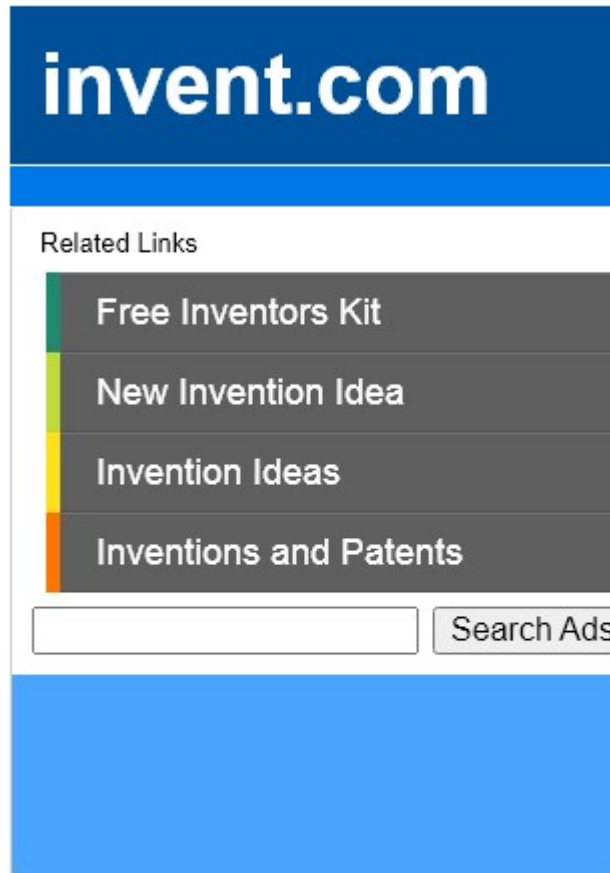 invent.com
Related Links
Free Inventors Kit
New Invention Idea
Invention Ideas
Inventions and Patents
Search Ads